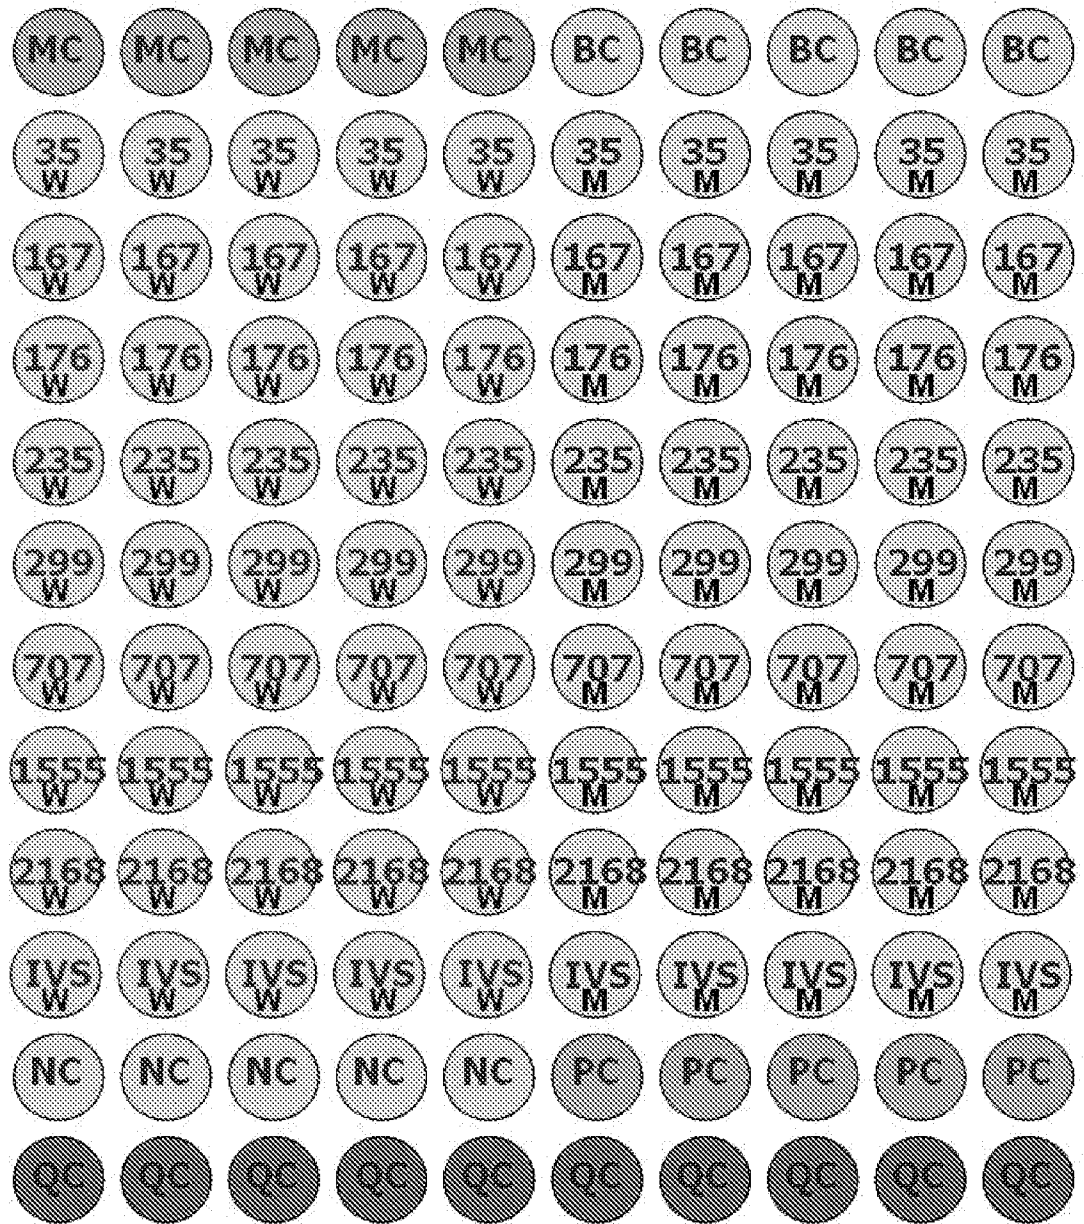 MC MC MC MC MC BC BC BC BC BC
35 35 35 35 35 35 35 35 35 35
W W W W W M M M M M
167 167 167 167 167 167 167 167 167 167
W W W W W M M M M M
176 176 176 176 176 176 176 176 176 176
W W W W W M M M M M
235 235 235 235 235 235 235 235 235 235
W W W W W M M M M M
299 299 299 299 299 299 299 299 299 299
W W W W W M M M M M
707 707 707 707 707 707 707 707 707 707
W W W W W M M M M M
1555 1555 1555 1555 1555 1555 1555 1555 1555 1555
W W W W W M M M M M
2168 2168 2168 2168 2168 2168 2168 2168 2168 2168
W W W W W M M M M M
IVS IVS IVS IVS IVS IVS IVS IVS IVS IVS
W W W W W M M M M M
NC NC NC NC NC PC PC PC PC PC
QC QC QC QC QC QC QC QC QC QC